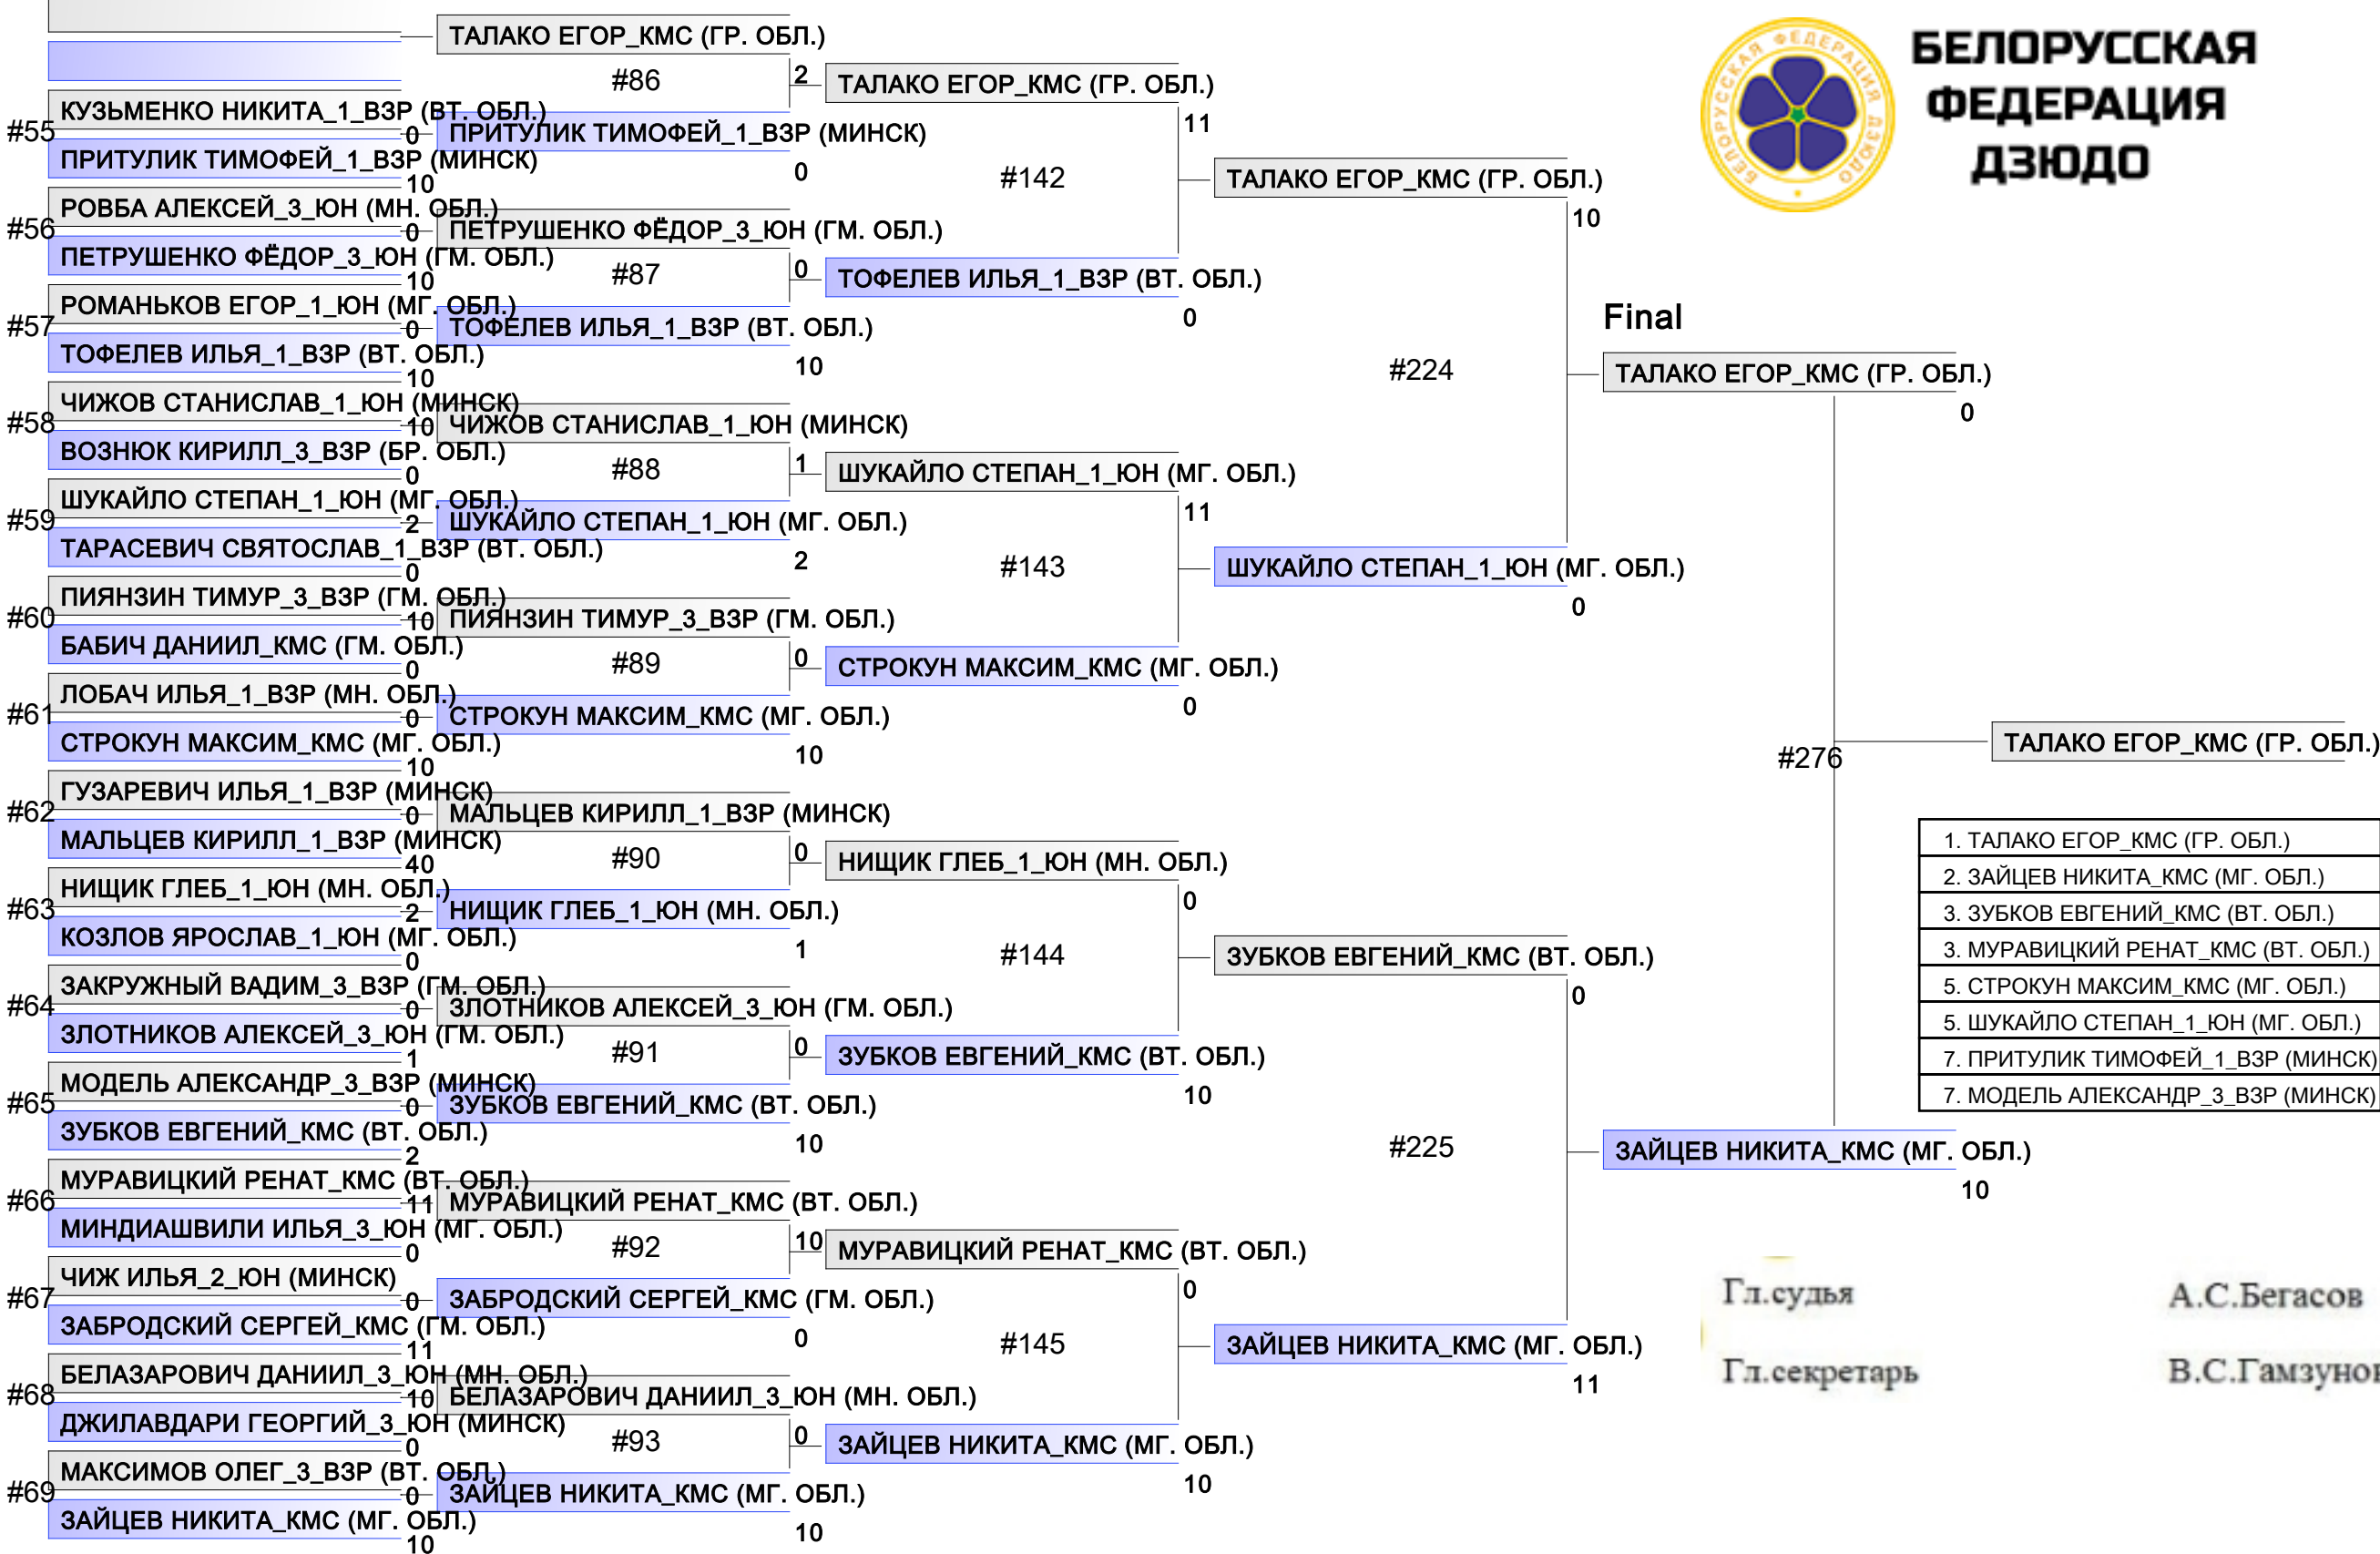 ТАЛАКО ЕГОР_КМС (ГР. ОБЛ.)
#86
2
ПРИТУЛИК ТИМОФЕЙ_1_ВЗР (МИНСК)
0
#55
КУЗЬМЕНКО НИКИТА_1_ВЗР (ВТ. ОБЛ.)
0
ПРИТУЛИК ТИМОФЕЙ_1_ВЗР (МИНСК)
10
#56
РОВБА АЛЕКСЕЙ_3_ЮН (МН. ОБЛ.)
0
ПЕТРУШЕНКО ФЁДОР_3_ЮН (ГМ. ОБЛ.)
10
#57
РОМАНЬКОВ ЕГОР_1_ЮН (МГ. ОБЛ.)
0
ТОФЕЛЕВ ИЛЬЯ_1_ВЗР (ВТ. ОБЛ.)
10
#58
ЧИЖОВ СТАНИСЛАВ_1_ЮН (МИНСК)
10
ВОЗНЮК КИРИЛЛ_3_ВЗР (БР. ОБЛ.)
0
#59
ШУКАЙЛО СТЕПАН_1_ЮН (МГ. ОБЛ.)
2
ТАРАСЕВИЧ СВЯТОСЛАВ_1_ВЗР (ВТ. ОБЛ.)
0
#60
ПИЯНЗИН ТИМУР_3_ВЗР (ГМ. ОБЛ.)
10
БАБИЧ ДАНИИЛ_КМС (ГМ. ОБЛ.)
0
#61
ЛОБАЧ ИЛЬЯ_1_ВЗР (МН. ОБЛ.)
0
СТРОКУН МАКСИМ_КМС (МГ. ОБЛ.)
10
#62
ГУЗАРЕВИЧ ИЛЬЯ_1_ВЗР (МИНСК)
0
МАЛЬЦЕВ КИРИЛЛ_1_ВЗР (МИНСК)
40
#63
НИЩИК ГЛЕБ_1_ЮН (МН. ОБЛ.)
2
КОЗЛОВ ЯРОСЛАВ_1_ЮН (МГ. ОБЛ.)
0
#64
ЗАКРУЖНЫЙ ВАДИМ_3_ВЗР (ГМ. ОБЛ.)
0
ЗЛОТНИКОВ АЛЕКСЕЙ_3_ЮН (ГМ. ОБЛ.)
1
#65
МОДЕЛЬ АЛЕКСАНДР_3_ВЗР (МИНСК)
0
ЗУБКОВ ЕВГЕНИЙ_КМС (ВТ. ОБЛ.)
2
#66
МУРАВИЦКИЙ РЕНАТ_КМС (ВТ. ОБЛ.)
11
МИНДИАШВИЛИ ИЛЬЯ_3_ЮН (МГ. ОБЛ.)
0
#67
ЧИЖ ИЛЬЯ_2_ЮН (МИНСК)
0
ЗАБРОДСКИЙ СЕРГЕЙ_КМС (ГМ. ОБЛ.)
11
#68
БЕЛАЗАРОВИЧ ДАНИИЛ_3_ЮН (МН. ОБЛ.)
10
ДЖИЛАВДАРИ ГЕОРГИЙ_3_ЮН (МИНСК)
0
#69
МАКСИМОВ ОЛЕГ_3_ВЗР (ВТ. ОБЛ.)
0
ЗАЙЦЕВ НИКИТА_КМС (МГ. ОБЛ.)
10
ПЕТРУШЕНКО ФЁДОР_3_ЮН (ГМ. ОБЛ.)
#87
0
ТОФЕЛЕВ ИЛЬЯ_1_ВЗР (ВТ. ОБЛ.)
10
ЧИЖОВ СТАНИСЛАВ_1_ЮН (МИНСК)
#88
1
ШУКАЙЛО СТЕПАН_1_ЮН (МГ. ОБЛ.)
2
ПИЯНЗИН ТИМУР_3_ВЗР (ГМ. ОБЛ.)
#89
0
СТРОКУН МАКСИМ_КМС (МГ. ОБЛ.)
10
МАЛЬЦЕВ КИРИЛЛ_1_ВЗР (МИНСК)
#90
0
НИЩИК ГЛЕБ_1_ЮН (МН. ОБЛ.)
1
ЗЛОТНИКОВ АЛЕКСЕЙ_3_ЮН (ГМ. ОБЛ.)
#91
0
ЗУБКОВ ЕВГЕНИЙ_КМС (ВТ. ОБЛ.)
10
МУРАВИЦКИЙ РЕНАТ_КМС (ВТ. ОБЛ.)
#92
10
ЗАБРОДСКИЙ СЕРГЕЙ_КМС (ГМ. ОБЛ.)
0
БЕЛАЗАРОВИЧ ДАНИИЛ_3_ЮН (МН. ОБЛ.)
#93
0
ЗАЙЦЕВ НИКИТА_КМС (МГ. ОБЛ.)
10
ТАЛАКО ЕГОР_КМС (ГР. ОБЛ.)
11
#142
ТОФЕЛЕВ ИЛЬЯ_1_ВЗР (ВТ. ОБЛ.)
0
ШУКАЙЛО СТЕПАН_1_ЮН (МГ. ОБЛ.)
11
#143
СТРОКУН МАКСИМ_КМС (МГ. ОБЛ.)
0
НИЩИК ГЛЕБ_1_ЮН (МН. ОБЛ.)
0
#144
ЗУБКОВ ЕВГЕНИЙ_КМС (ВТ. ОБЛ.)
10
МУРАВИЦКИЙ РЕНАТ_КМС (ВТ. ОБЛ.)
0
#145
ЗАЙЦЕВ НИКИТА_КМС (МГ. ОБЛ.)
10
ТАЛАКО ЕГОР_КМС (ГР. ОБЛ.)
10
#224
ШУКАЙЛО СТЕПАН_1_ЮН (МГ. ОБЛ.)
0
ЗУБКОВ ЕВГЕНИЙ_КМС (ВТ. ОБЛ.)
0
#225
ЗАЙЦЕВ НИКИТА_КМС (МГ. ОБЛ.)
11
Final
ТАЛАКО ЕГОР_КМС (ГР. ОБЛ.)
0
#276
ЗАЙЦЕВ НИКИТА_КМС (МГ. ОБЛ.)
10
ТАЛАКО ЕГОР_КМС (ГР. ОБЛ.)
БЕЛОРУССКАЯ ФЕДЕРАЦИЯ ДЗЮДО
БЕЛОРУССКАЯ
ФЕДЕРАЦИЯ
ДЗЮДО
1. ТАЛАКО ЕГОР_КМС (ГР. ОБЛ.)
2. ЗАЙЦЕВ НИКИТА_КМС (МГ. ОБЛ.)
3. ЗУБКОВ ЕВГЕНИЙ_КМС (ВТ. ОБЛ.)
3. МУРАВИЦКИЙ РЕНАТ_КМС (ВТ. ОБЛ.)
5. СТРОКУН МАКСИМ_КМС (МГ. ОБЛ.)
5. ШУКАЙЛО СТЕПАН_1_ЮН (МГ. ОБЛ.)
7. ПРИТУЛИК ТИМОФЕЙ_1_ВЗР (МИНСК)
7. МОДЕЛЬ АЛЕКСАНДР_3_ВЗР (МИНСК)
Гл.судья А.С.Бегасов
Гл.секретарь В.С.Гамзунов